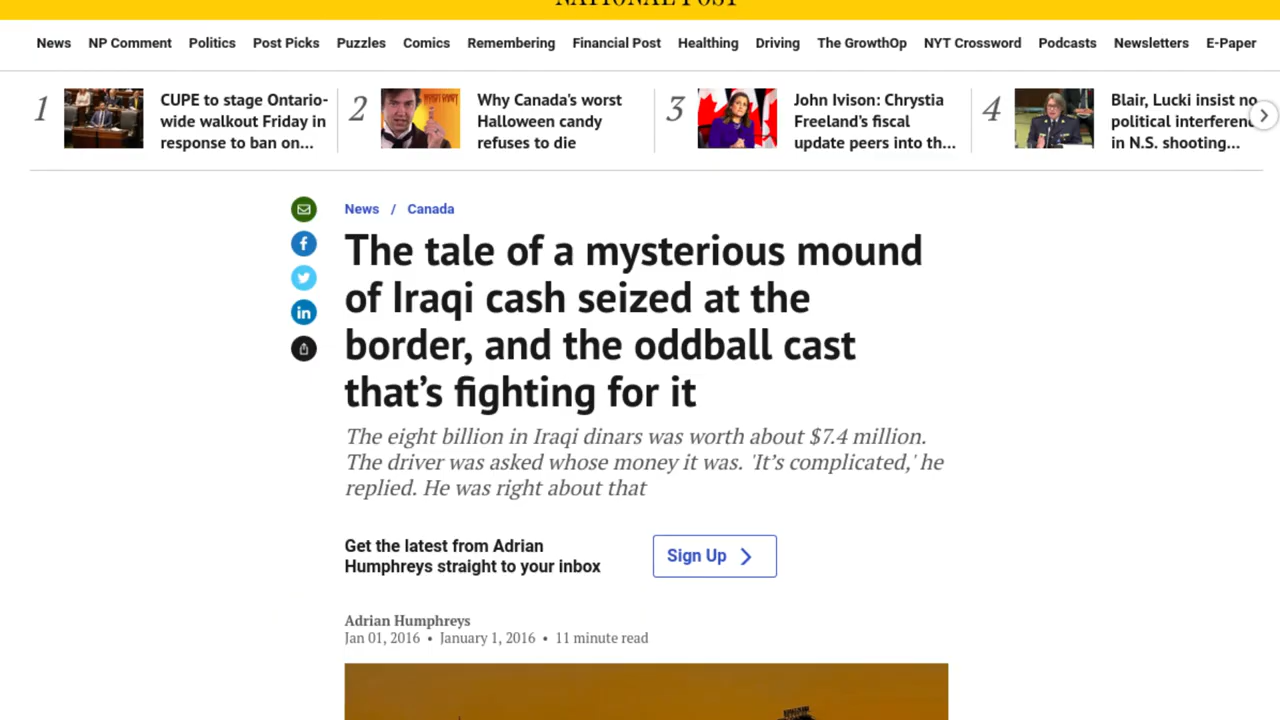 NATIONAL POST
News NP Comment Politics Post Picks Puzzles Comics Remembering Financial Post Healthing Driving The GrowthOp NYT Crossword Podcasts Newsletters E-Paper
1
CUPE to stage Ontario-
wide walkout Friday in
response to ban on...
2
Why Canada's worst
Halloween candy
refuses to die
3
John Ivison: Chrystia
Freeland's fiscal
update peers into th...
4
Blair, Lucki insist no
political interferenc
in N.S. shooting...
News / Canada
The tale of a mysterious mound
of Iraqi cash seized at the
border, and the oddball cast
that’s fighting for it
The eight billion in Iraqi dinars was worth about $7.4 million.
The driver was asked whose money it was. 'It’s complicated,' he
replied. He was right about that
Get the latest from Adrian
Humphreys straight to your inbox
Sign Up
Adrian Humphreys
Jan 01, 2016 • January 1, 2016 • 11 minute read